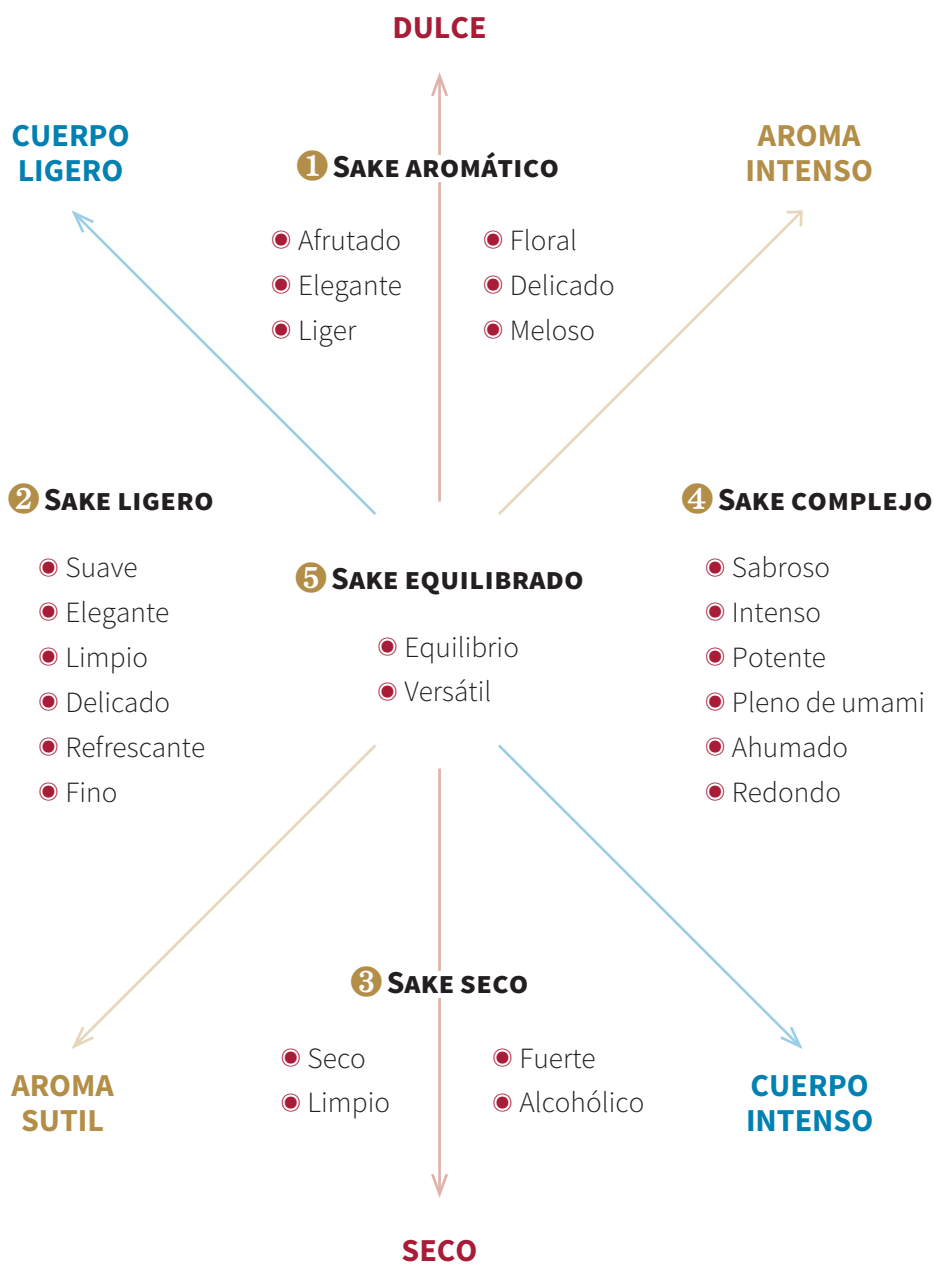 DULCE
CUERPO
LIGERO
AROMA
INTENSO
❶ SAKE AROMÁTICO
Afrutado
Elegante
Liger
Floral
Delicado
Meloso
❷ SAKE LIGERO
Suave
Elegante
Limpio
Delicado
Refrescante
Fino
❺ SAKE EQUILIBRADO
Equilibrio
Versátil
❹ SAKE COMPLEJO
Sabroso
Intenso
Potente
Pleno de umami
Ahumado
Redondo
❸ SAKE SECO
Seco
Limpio
Fuerte
Alcohólico
AROMA
SUTIL
CUERPO
INTENSO
SECO